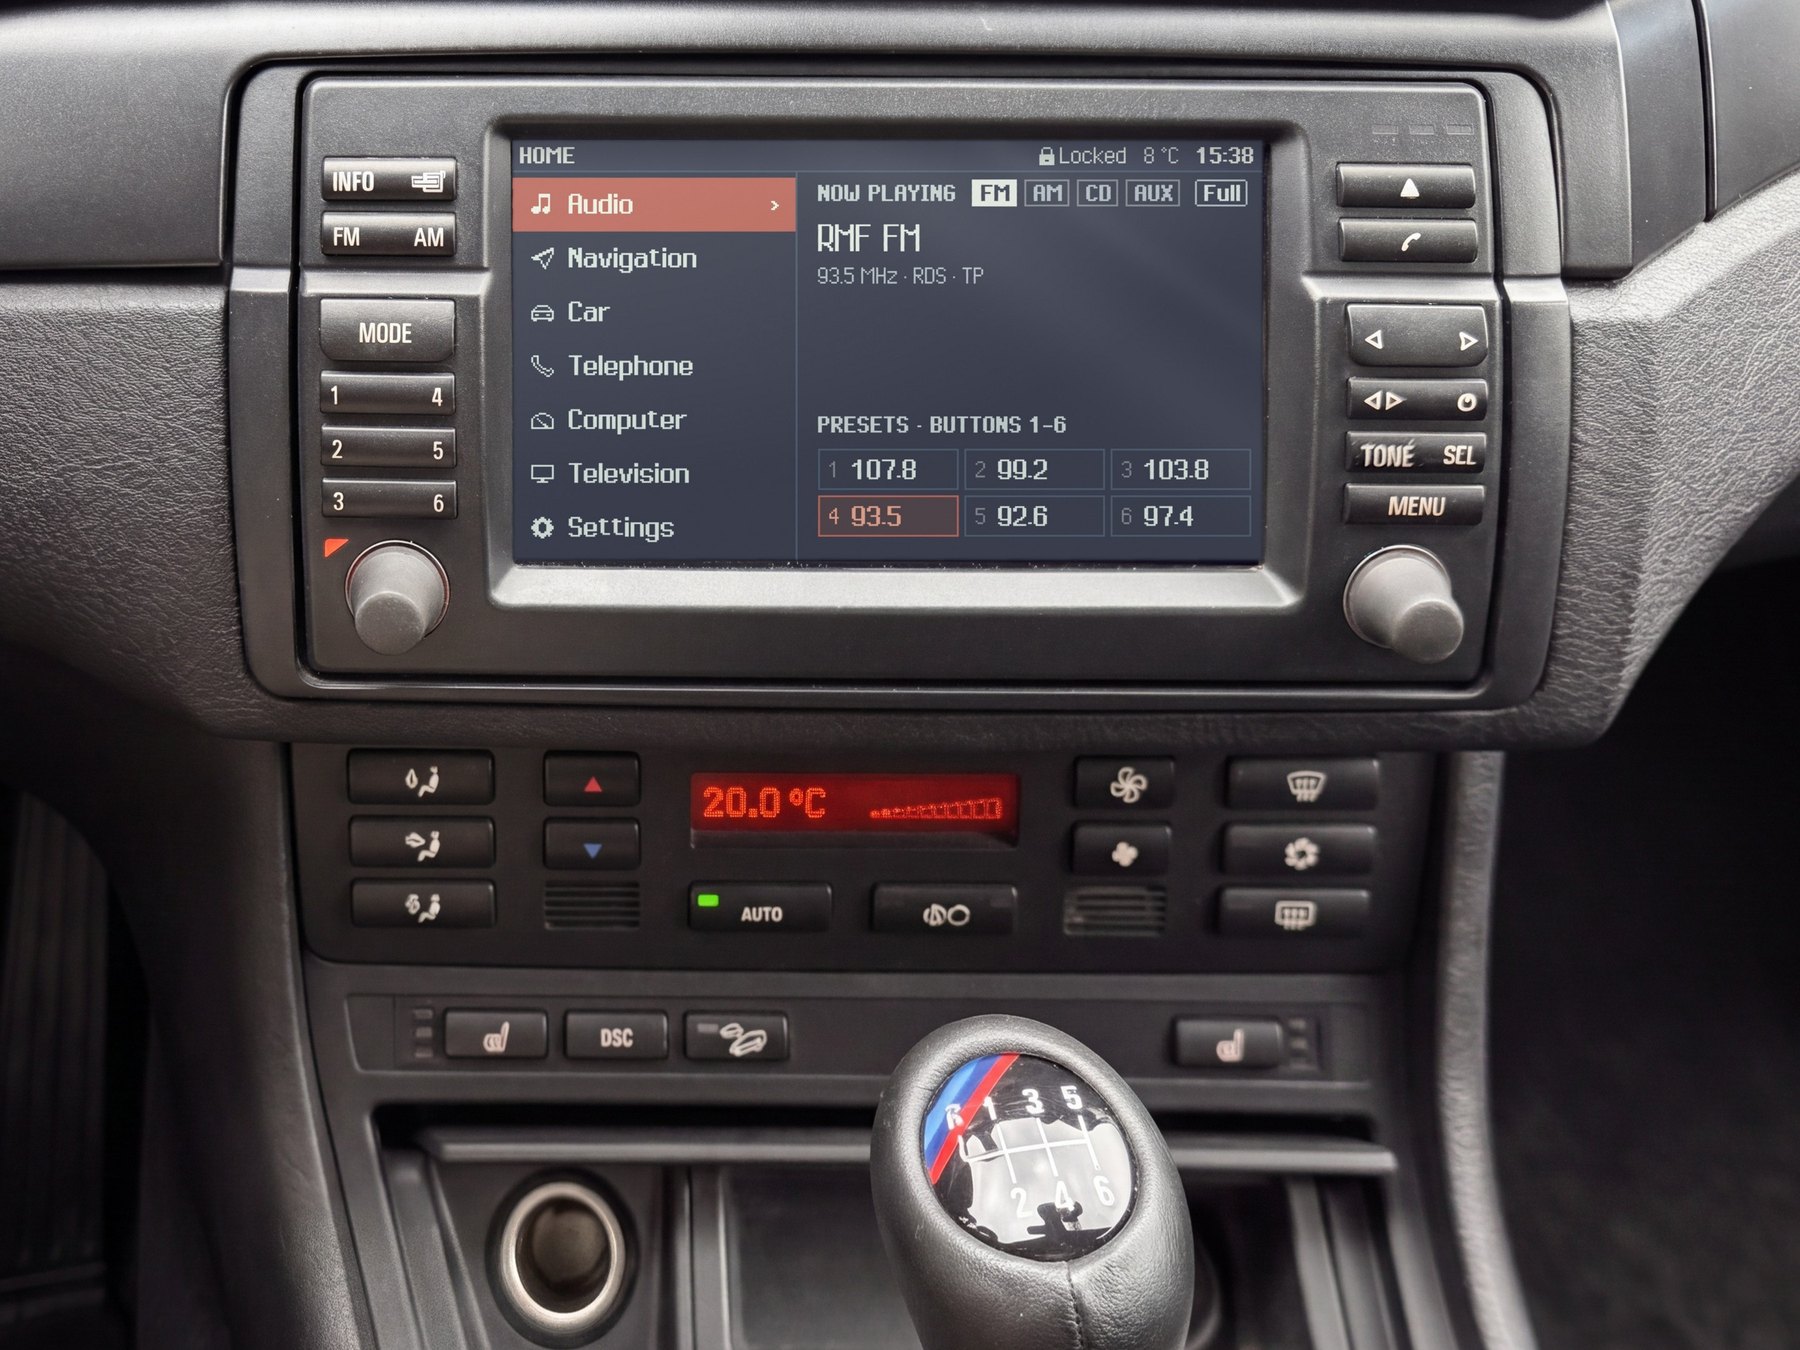 HOME Locked 8 °C 15:38
INFO
FM AM
MODE
1 4
2 5
3 6
Audio
Navigation
Car
Telephone
Computer
Television
Settings
NOW PLAYING FM AM CD AUX Full
RMF FM
93.5 MHz · RDS · TP
PRESETS · BUTTONS 1-6
1 107.8 2 99.2 3 103.8
4 93.5 5 92.6 6 97.4
TONE SEL
MENU
20.0 °C
AUTO
DSC
R 1 3 5
2 4 6